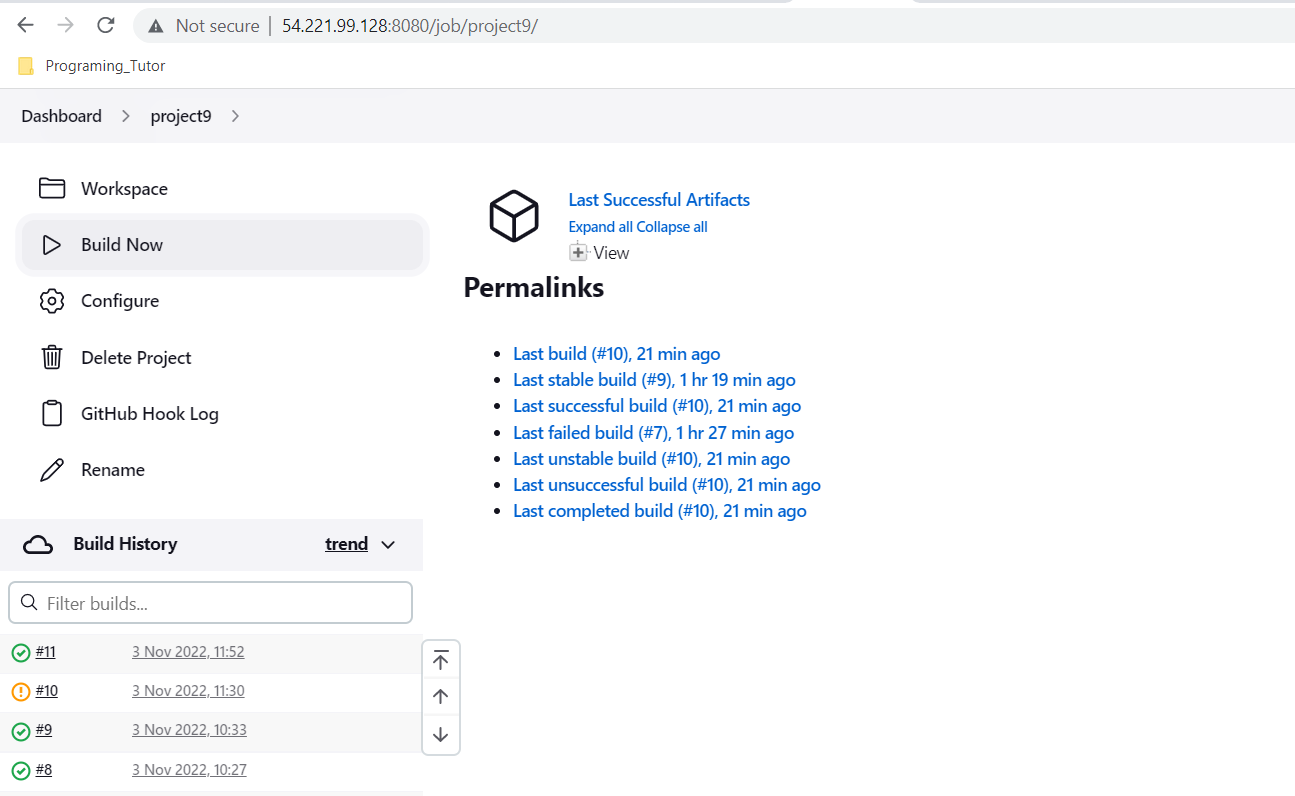 Not secure | 54.221.99.128:8080/job/project9/
Programing_Tutor
Dashboard > project9 >
Workspace
Build Now
Configure
Delete Project
GitHub Hook Log
Rename
Last Successful Artifacts
Expand all Collapse all
View
Permalinks
Last build (#10), 21 min ago
Last stable build (#9), 1 hr 19 min ago
Last successful build (#10), 21 min ago
Last failed build (#7), 1 hr 27 min ago
Last unstable build (#10), 21 min ago
Last unsuccessful build (#10), 21 min ago
Last completed build (#10), 21 min ago
Build History trend
Filter builds...
#11 3 Nov 2022, 11:52
#10 3 Nov 2022, 11:30
#9 3 Nov 2022, 10:33
#8 3 Nov 2022, 10:27